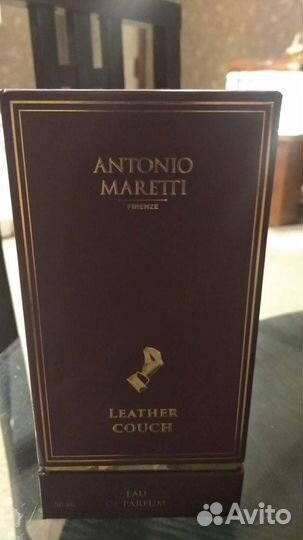 ANTONIO
MARETTI
FIRENZE
LEATHER
COUCH
EAU
DE PARFUM
Avito